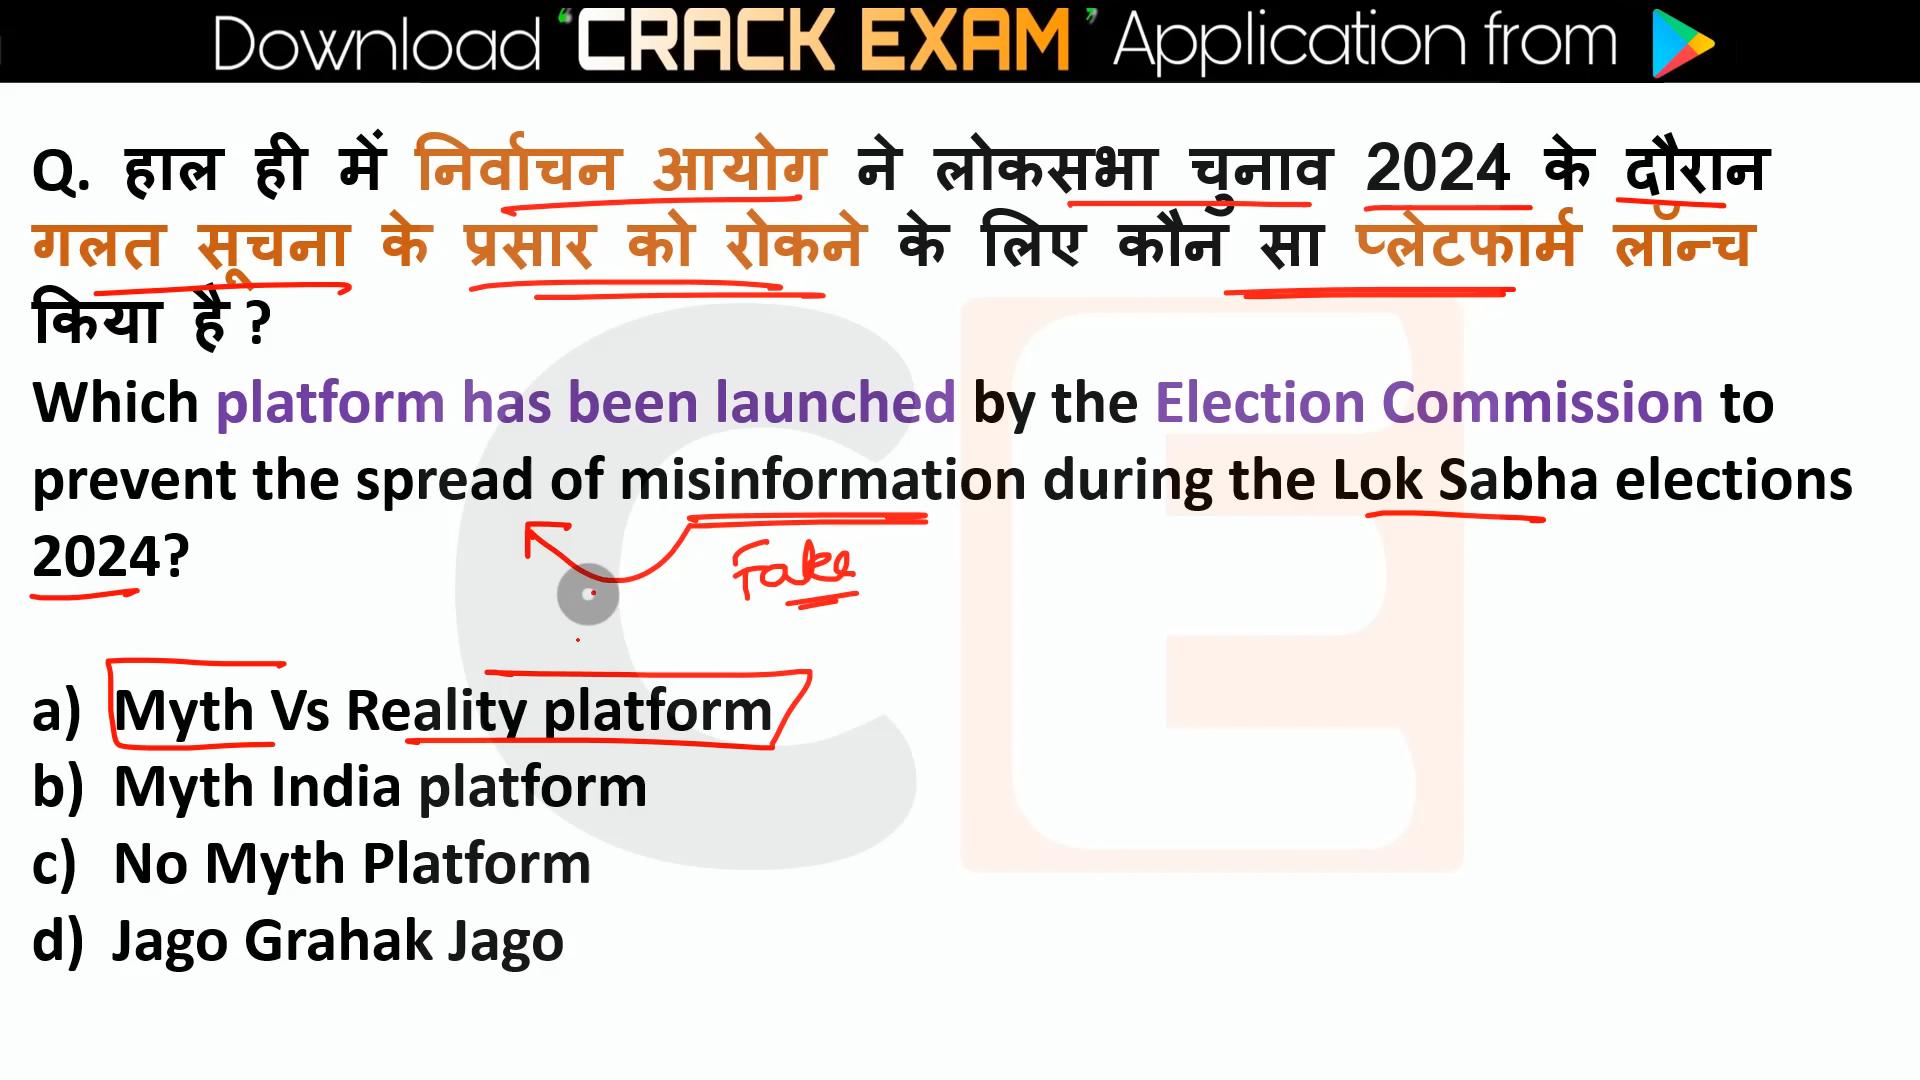 Download ‘CRACK EXAM’ Application from
Q. हाल ही में निर्वाचन आयोग ने लोकसभा चुनाव 2024 के दौरान
गलत सूचना के प्रसार को रोकने के लिए कौन सा प्लेटफार्म लॉन्च
किया है ?
Which platform has been launched by the Election Commission to
prevent the spread of misinformation during the Lok Sabha elections
2024?
Fake
a) Myth Vs Reality platform
b) Myth India platform
c) No Myth Platform
d) Jago Grahak Jago
CE